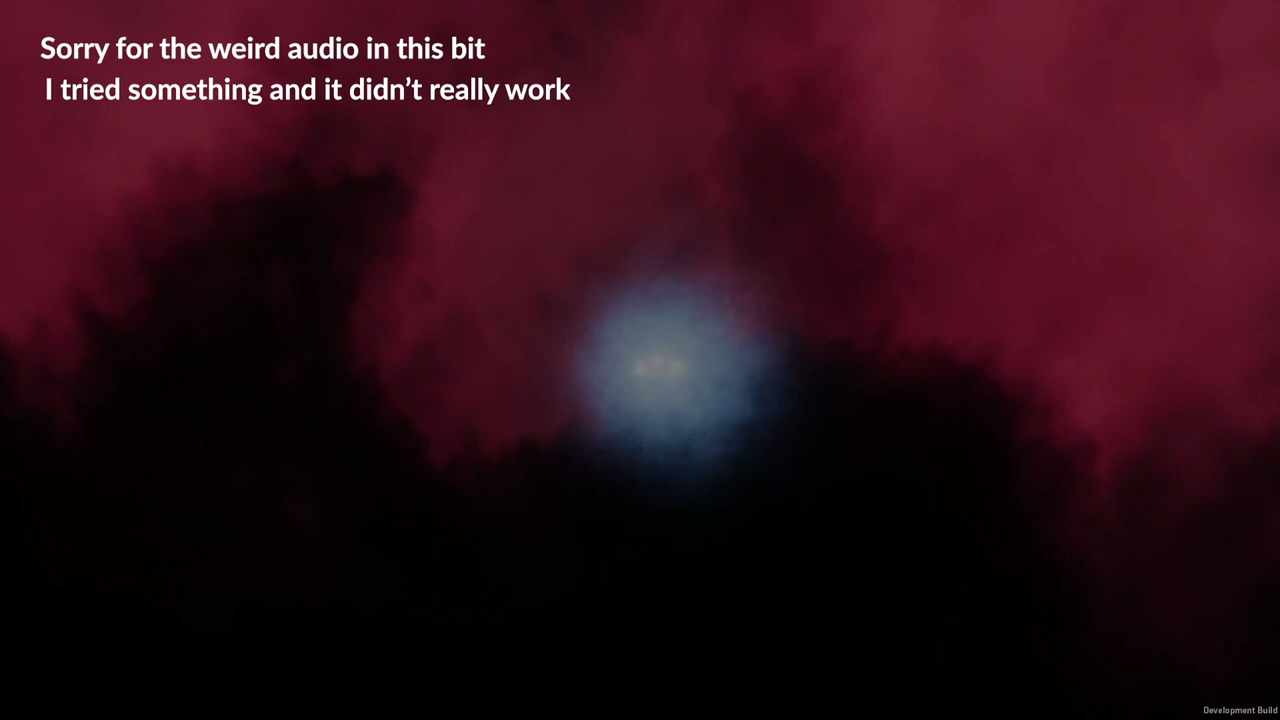 Sorry for the weird audio in this bit
I tried something and it didn’t really work
Development Build